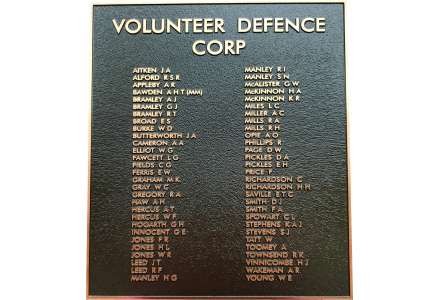 VOLUNTEER DEFENCE
CORP
AITKEN J A
ALFORD R S R
APPLEBY A R
BAWDEN A H T (MM)
BRAMLEY A J
BRAMLEY G J
BRAMLEY R T
BROAD E S
BURKE W D
BUTTERWORTH J A
CAMERON A A
ELLIOT W G
FAWCETT L G
FIELDS C G
FERRIS E W
GRAHAM M K
GRAY W C
GREGORY R A
HAW A H
HERCUS A T
HERCUS W F
HOGARTH G H
INNOCENT G E
JONES F R
JONES H L
JONES W R
LEED J T
LEED R F
MANLEY H G
MANLEY R I
MANLEY S N
McALISTER G W
McKINNON H A
McKINNON K R
MILES L C
MILLER A C
MILLS R A
MILLS R H
OPIE A O
PHILLIPS R
PAGE D W
PICKLES D A
PICKLES E H
PRICE F
RICHARDSON C
RICHARDSON H H
SAVILLE E T C
SMITH D J
SMITH F A
SPOWART C L
STEPHENS K A J
STEVENS S J
TAIT W
TOOMEY A
TOWNSEND R K
VINNICOMBE H J
WAKEMAN A R
YOUNG W E